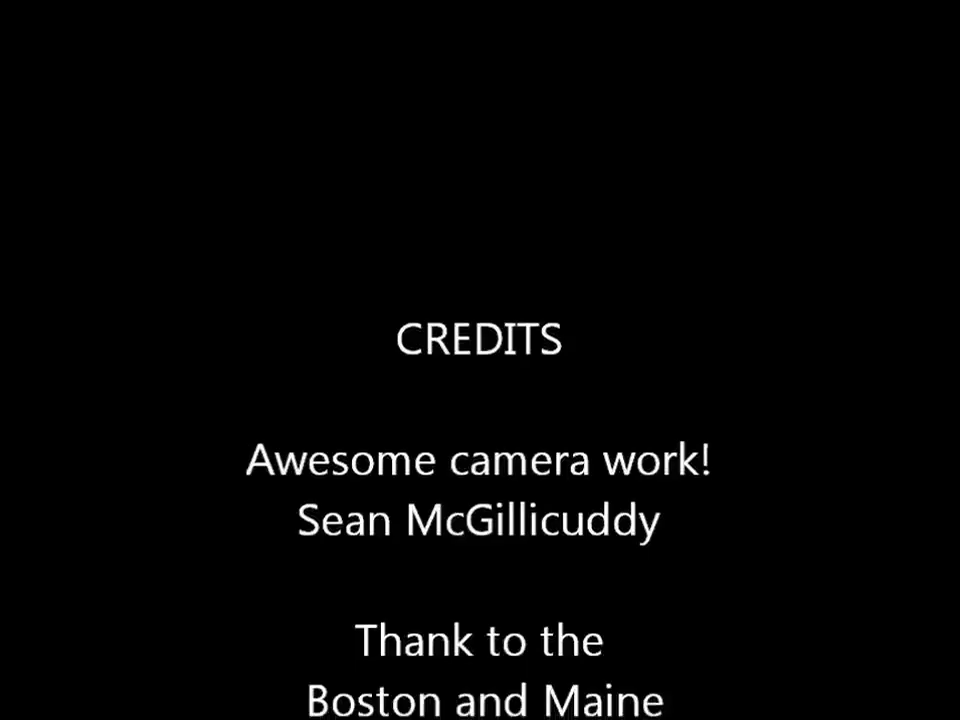 CREDITS
Awesome camera work!
Sean McGillicuddy
Thank to the
Boston and Maine